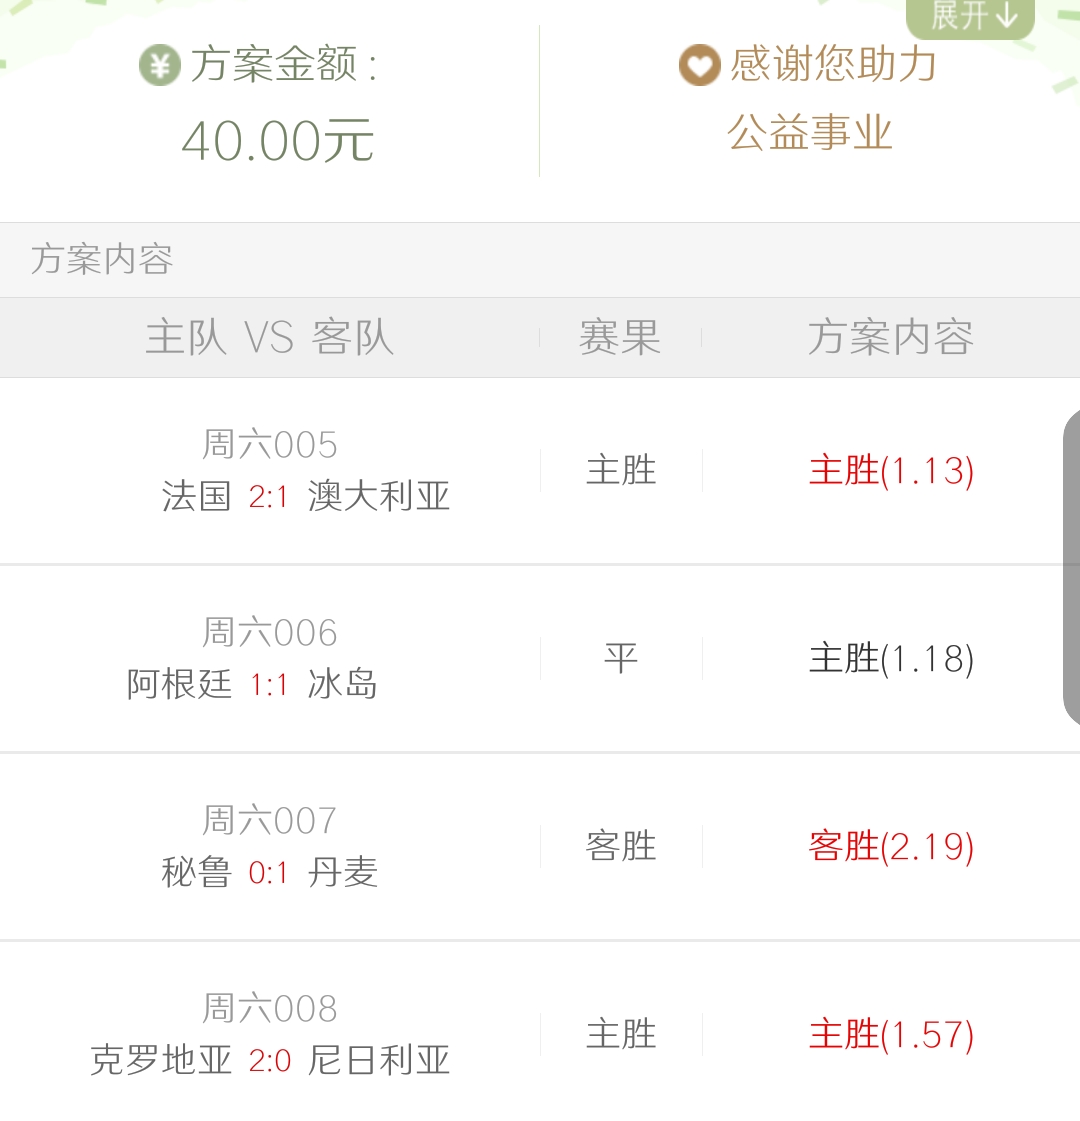 展开↓
¥ 方案金额：
40.00元
感谢您助力
公益事业
方案内容
主队 VS 客队 赛果 方案内容
周六005
法国 2:1 澳大利亚 主胜 主胜(1.13)
周六006
阿根廷 1:1 冰岛 平 主胜(1.18)
周六007
秘鲁 0:1 丹麦 客胜 客胜(2.19)
周六008
克罗地亚 2:0 尼日利亚 主胜 主胜(1.57)